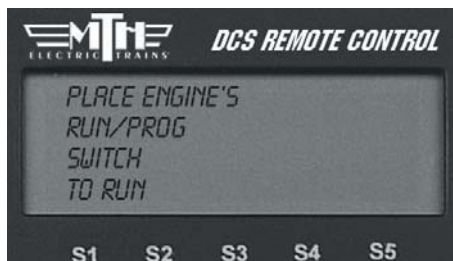 MTH
ELECTRIC TRAINS
DCS REMOTE CONTROL
PLACE ENGINE'S
RUN/PROG
SWITCH
TO RUN
S1 S2 S3 S4 S5